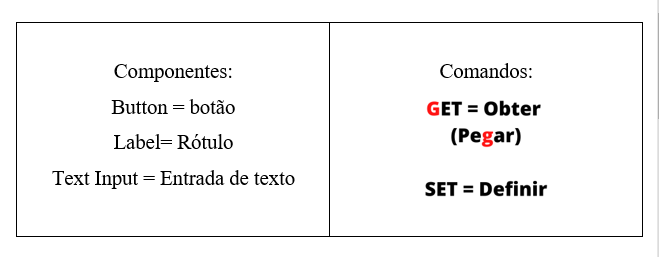 Componentes:
Button = botão
Label= Rótulo
Text Input = Entrada de texto
Comandos:
GET = Obter
(Pegar)
SET = Definir